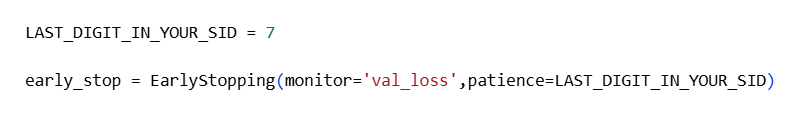 LAST_DIGIT_IN_YOUR_SID = 7
early_stop = EarlyStopping(monitor='val_loss',patience=LAST_DIGIT_IN_YOUR_SID)